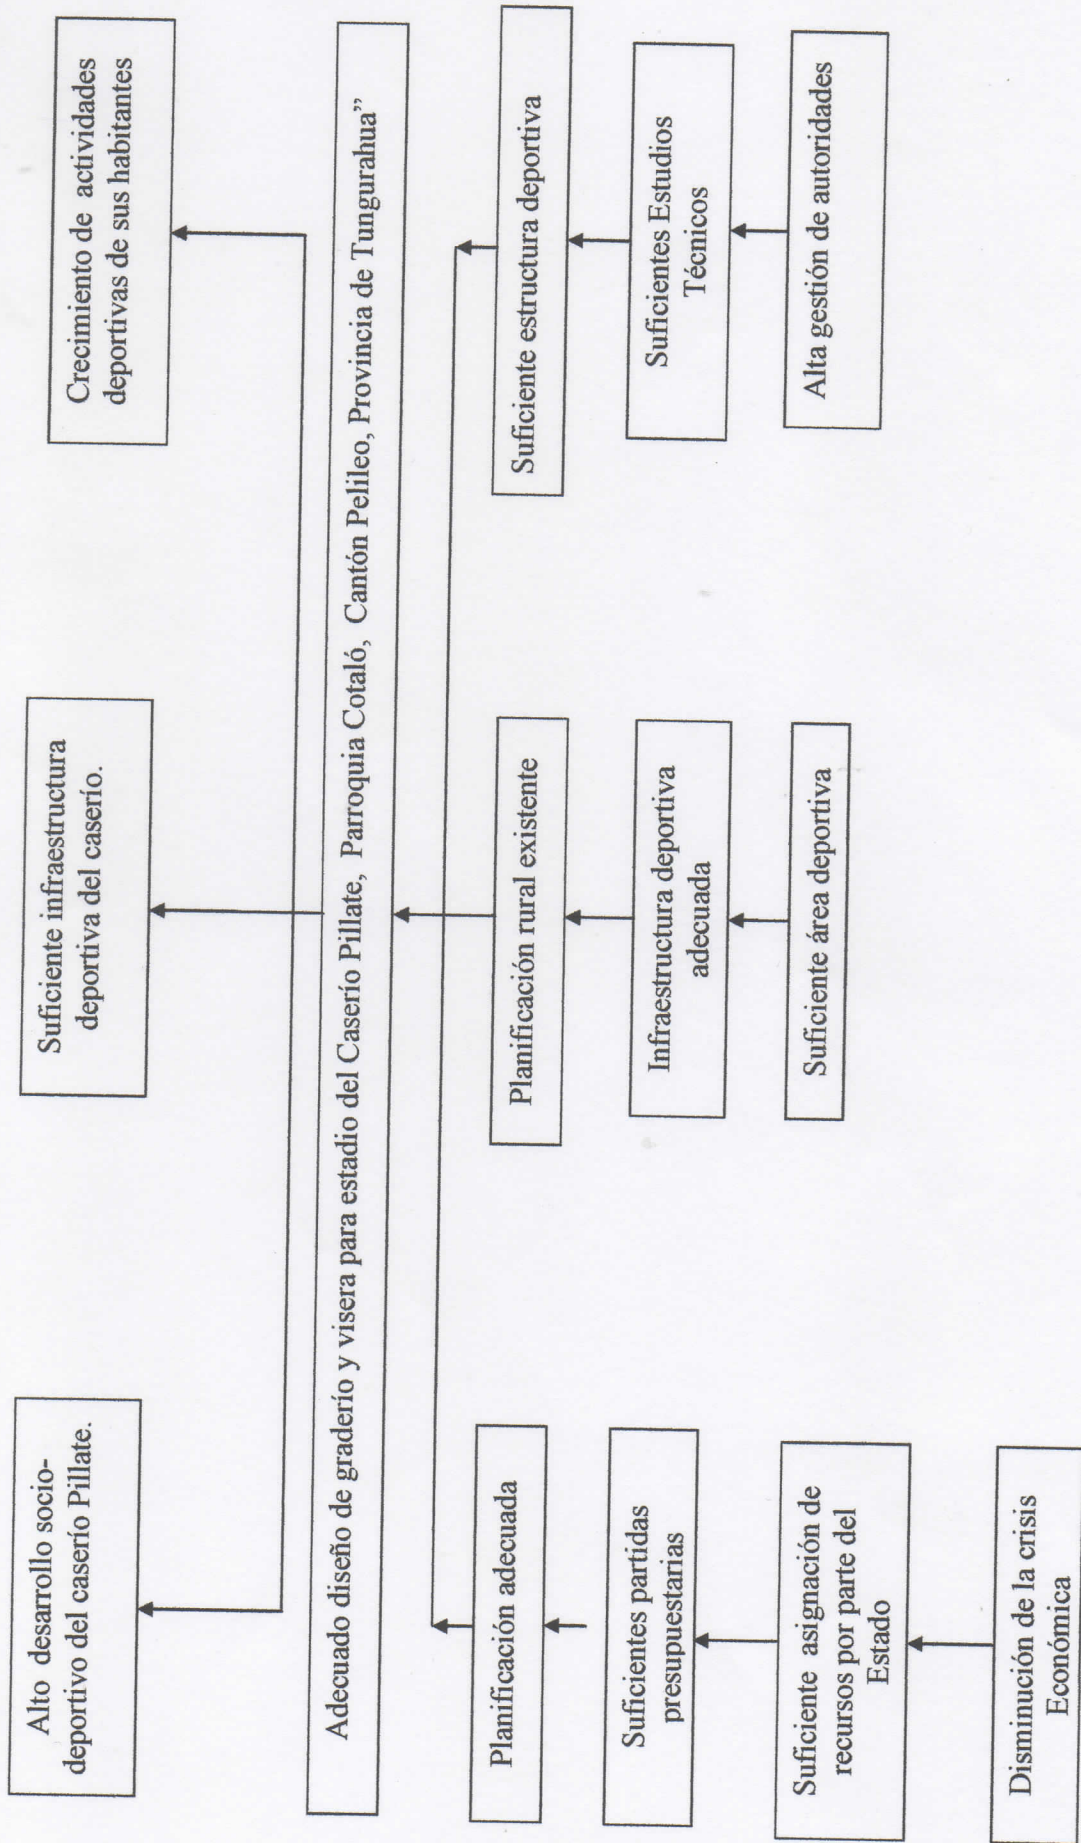 Alto desarrollo socio-
deportivo del caserío Pillate.
Suficiente infraestructura
deportiva del caserío.
Crecimiento de actividades
deportivas de sus habitantes
Adecuado diseño de graderío y visera para estadio del Caserío Pillate, Parroquia Cotaló, Cantón Pelileo, Provincia de Tungurahua”
Planificación adecuada
Planificación rural existente
Suficiente estructura deportiva
Suficientes partidas
presupuestarias
Infraestructura deportiva
adecuada
Suficientes Estudios
Técnicos
Suficiente asignación de
recursos por parte del
Estado
Suficiente área deportiva
Alta gestión de autoridades
Disminución de la crisis
Económica